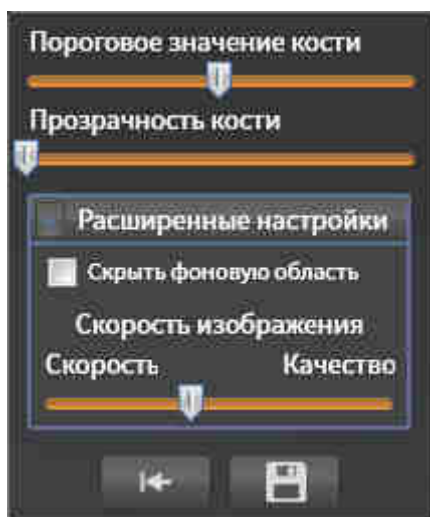 Пороговое значение кости
Прозрачность кости
Расширенные настройки
Скрыть фоновую область
Скорость изображения
Скорость Качество